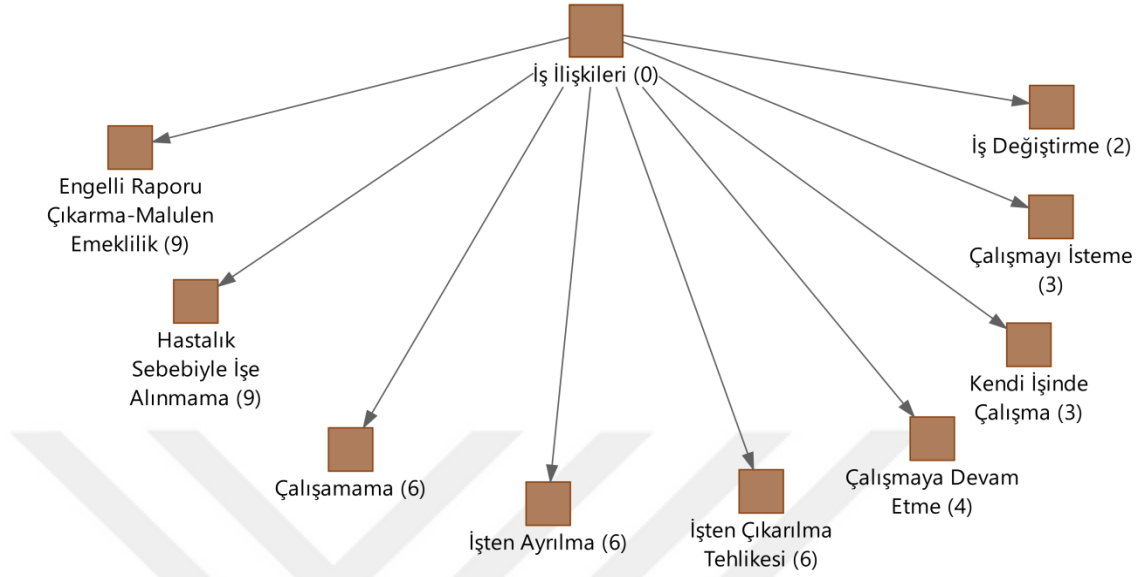 İş İlişkileri (0)
Engelli Raporu
Çıkarma-Malulen
Emeklilik (9)
Hastalık
Sebebiyle İşe
Alınmama (9)
Çalışamama (6)
İşten Ayrılma (6)
İşten Çıkarılma
Tehlikesi (6)
Çalışmaya Devam
Etme (4)
Kendi İşinde
Çalışma (3)
Çalışmayı İsteme
(3)
İş Değiştirme (2)